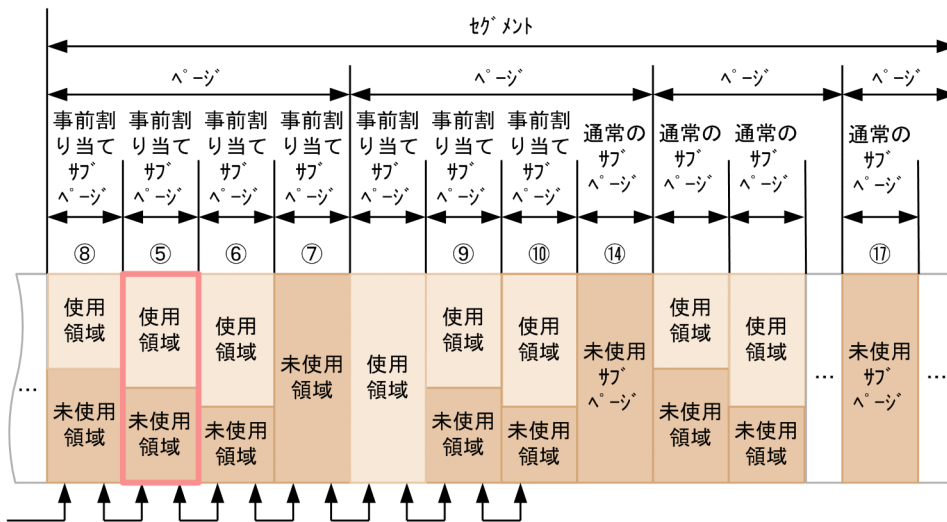 セグメント
ページ
ページ
ページ
ページ
事前割
り当て
サブ
ページ
事前割
り当て
サブ
ページ
事前割
り当て
サブ
ページ
事前割
り当て
サブ
ページ
事前割
り当て
サブ
ページ
事前割
り当て
サブ
ページ
事前割
り当て
サブ
ページ
通常の
サブ
ページ
通常の
サブ
ページ
通常の
サブ
ページ
通常の
サブ
ページ
⑧
⑤
⑥
⑦
⑨
⑩
⑭
⑰
…
使用
領域
未使用
領域
使用
領域
未使用
領域
使用
領域
未使用
領域
未使用
領域
使用
領域
使用
領域
未使用
領域
使用
領域
未使用
領域
未使用
サブ
ページ
使用
領域
未使用
領域
使用
領域
未使用
領域
…
未使用
サブ
ページ
…